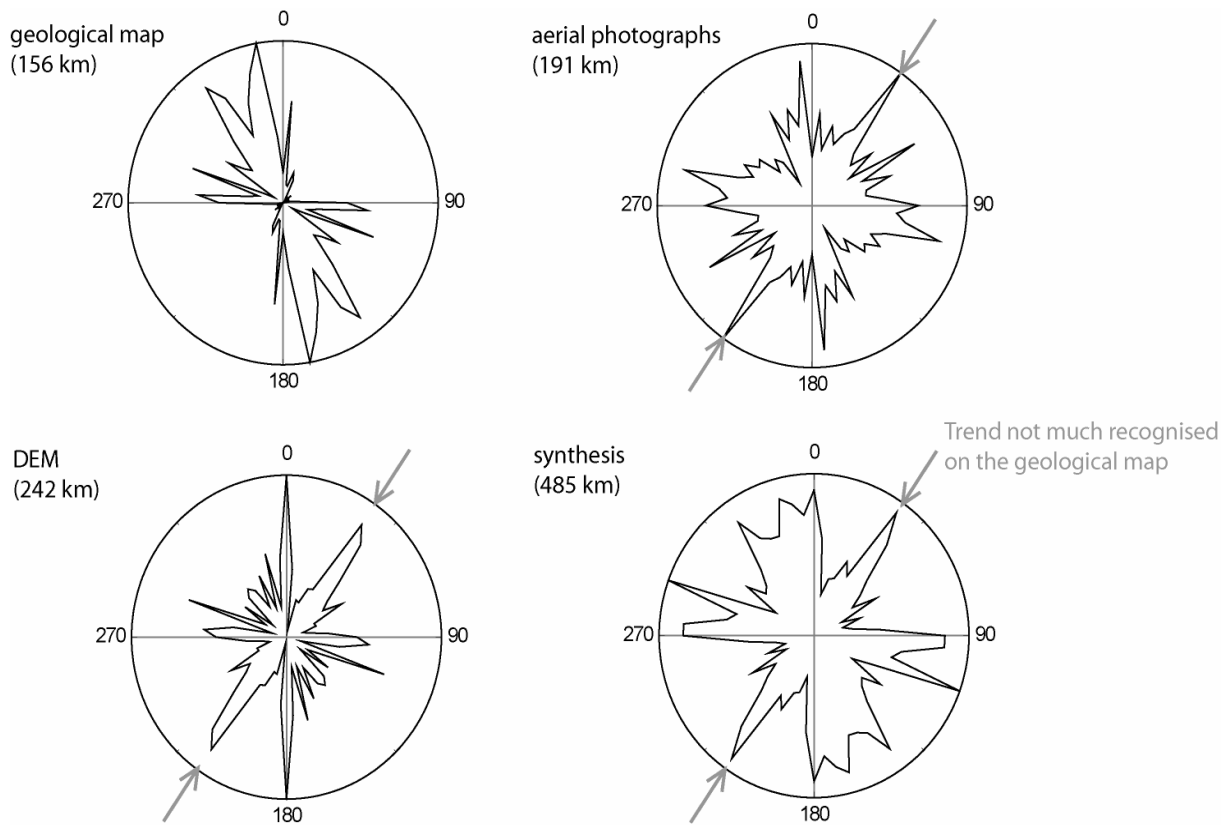 geological map
(156 km)
0
90
180
270
aerial photographs
(191 km)
0
90
180
270
DEM
(242 km)
0
90
180
270
synthesis
(485 km)
0
90
180
270
Trend not much recognised
on the geological map